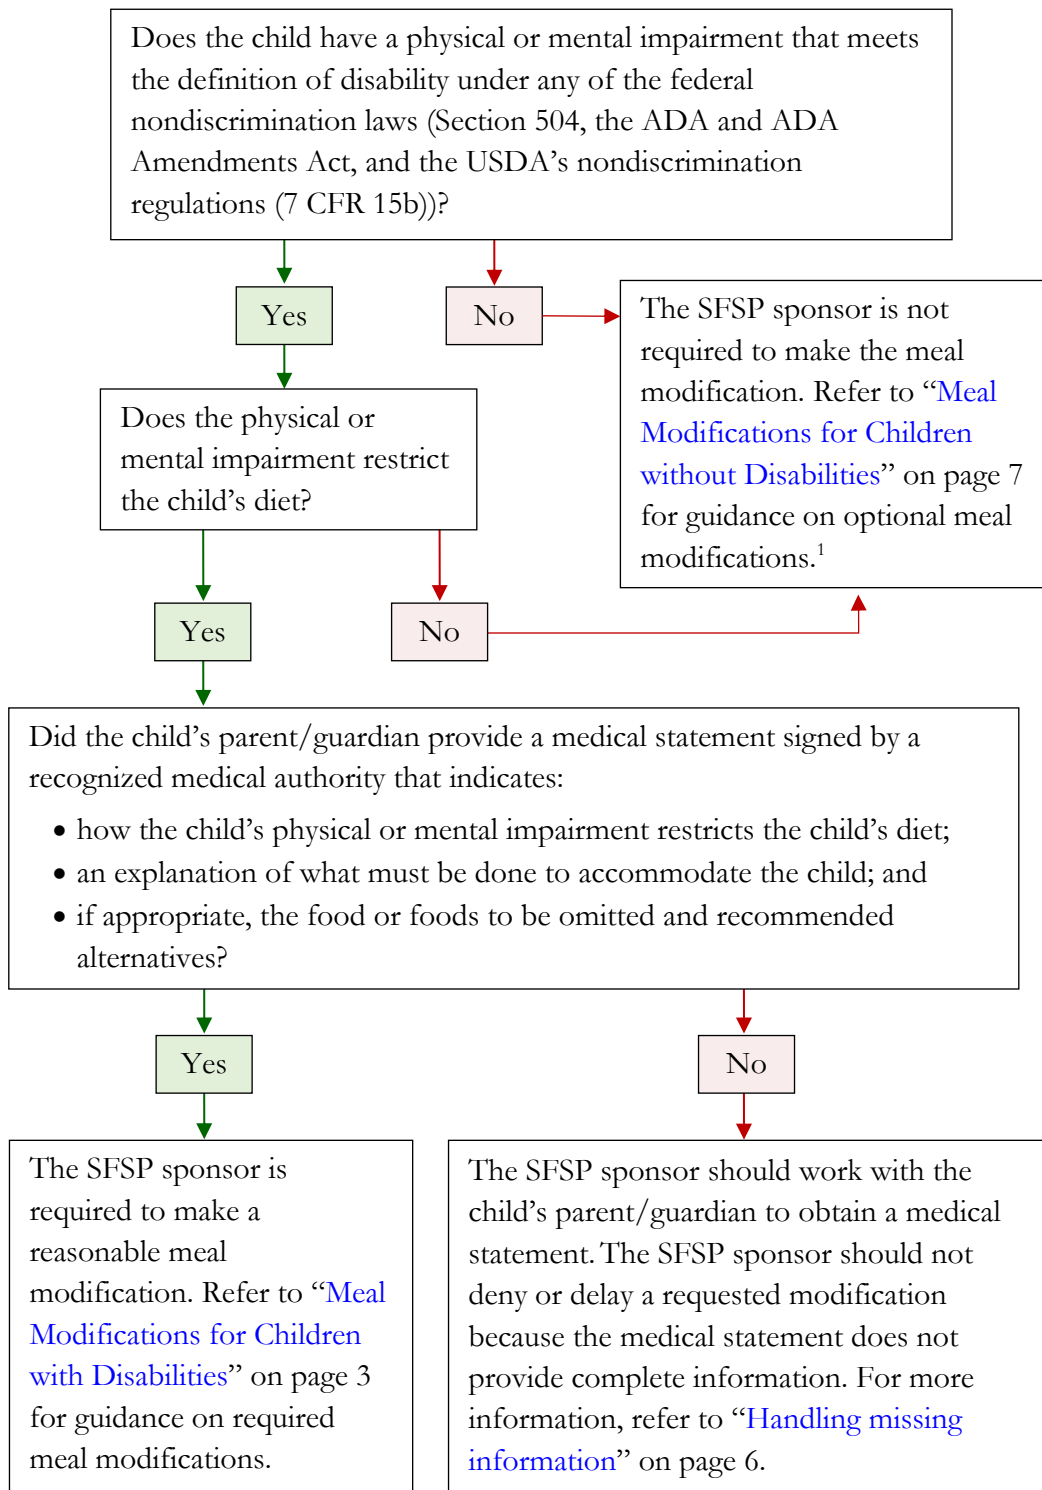 Does the child have a physical or mental impairment that meets
the definition of disability under any of the federal
nondiscrimination laws (Section 504, the ADA and ADA
Amendments Act, and the USDA’s nondiscrimination
regulations (7 CFR 15b))?
Yes
No
The SFSP sponsor is not
required to make the meal
modification. Refer to “Meal
Modifications for Children
without Disabilities” on page 7
for guidance on optional meal
modifications.1
Does the physical or
mental impairment restrict
the child’s diet?
Yes
No
Did the child’s parent/guardian provide a medical statement signed by a
recognized medical authority that indicates:
• how the child’s physical or mental impairment restricts the child’s diet;
• an explanation of what must be done to accommodate the child; and
• if appropriate, the food or foods to be omitted and recommended
alternatives?
Yes
No
The SFSP sponsor is
required to make a
reasonable meal
modification. Refer to “Meal
Modifications for Children
with Disabilities” on page 3
for guidance on required
meal modifications.
The SFSP sponsor should work with the
child’s parent/guardian to obtain a medical
statement. The SFSP sponsor should not
deny or delay a requested modification
because the medical statement does not
provide complete information. For more
information, refer to “Handling missing
information” on page 6.